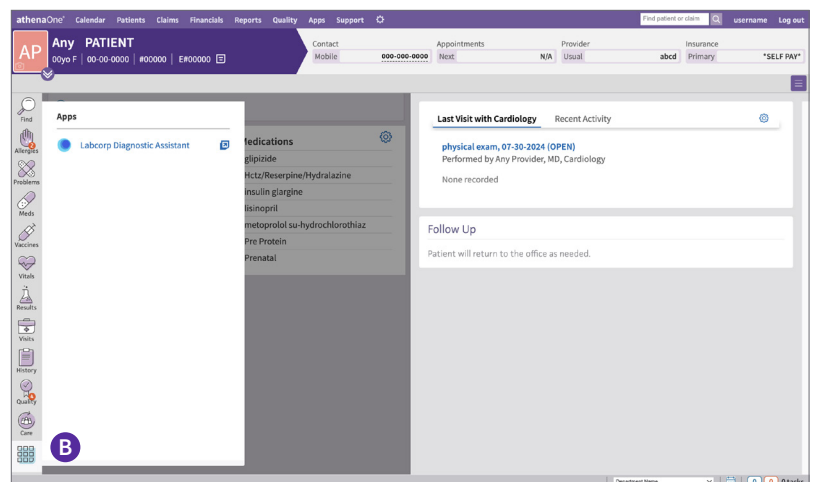 athenaOne® Calendar Patients Claims Financials Reports Quality Apps Support
Find patient or claim username Log out
AP
Any PATIENT
00yo F | 00-00-0000 | #00000 | E#00000
Contact
Mobile 000-000-0000
Appointments
Next N/A
Provider
Usual abcd
Insurance
Primary *SELF PAY*
Find
Allergies
2
Problems
Meds
Vaccines
Vitals
Results
Visits
History
Quality
4
Care
Apps
Labcorp Diagnostic Assistant
B
Medications
glipizide
Hctz/Reserpine/Hydralazine
insulin glargine
lisinopril
metoprolol su-hydrochlorothiaz
Pre Protein
Prenatal
Last Visit with Cardiology Recent Activity
physical exam, 07-30-2024 (OPEN)
Performed by Any Provider, MD, Cardiology
None recorded
Follow Up
Patient will return to the office as needed.
Department Name 0 0 0 tasks